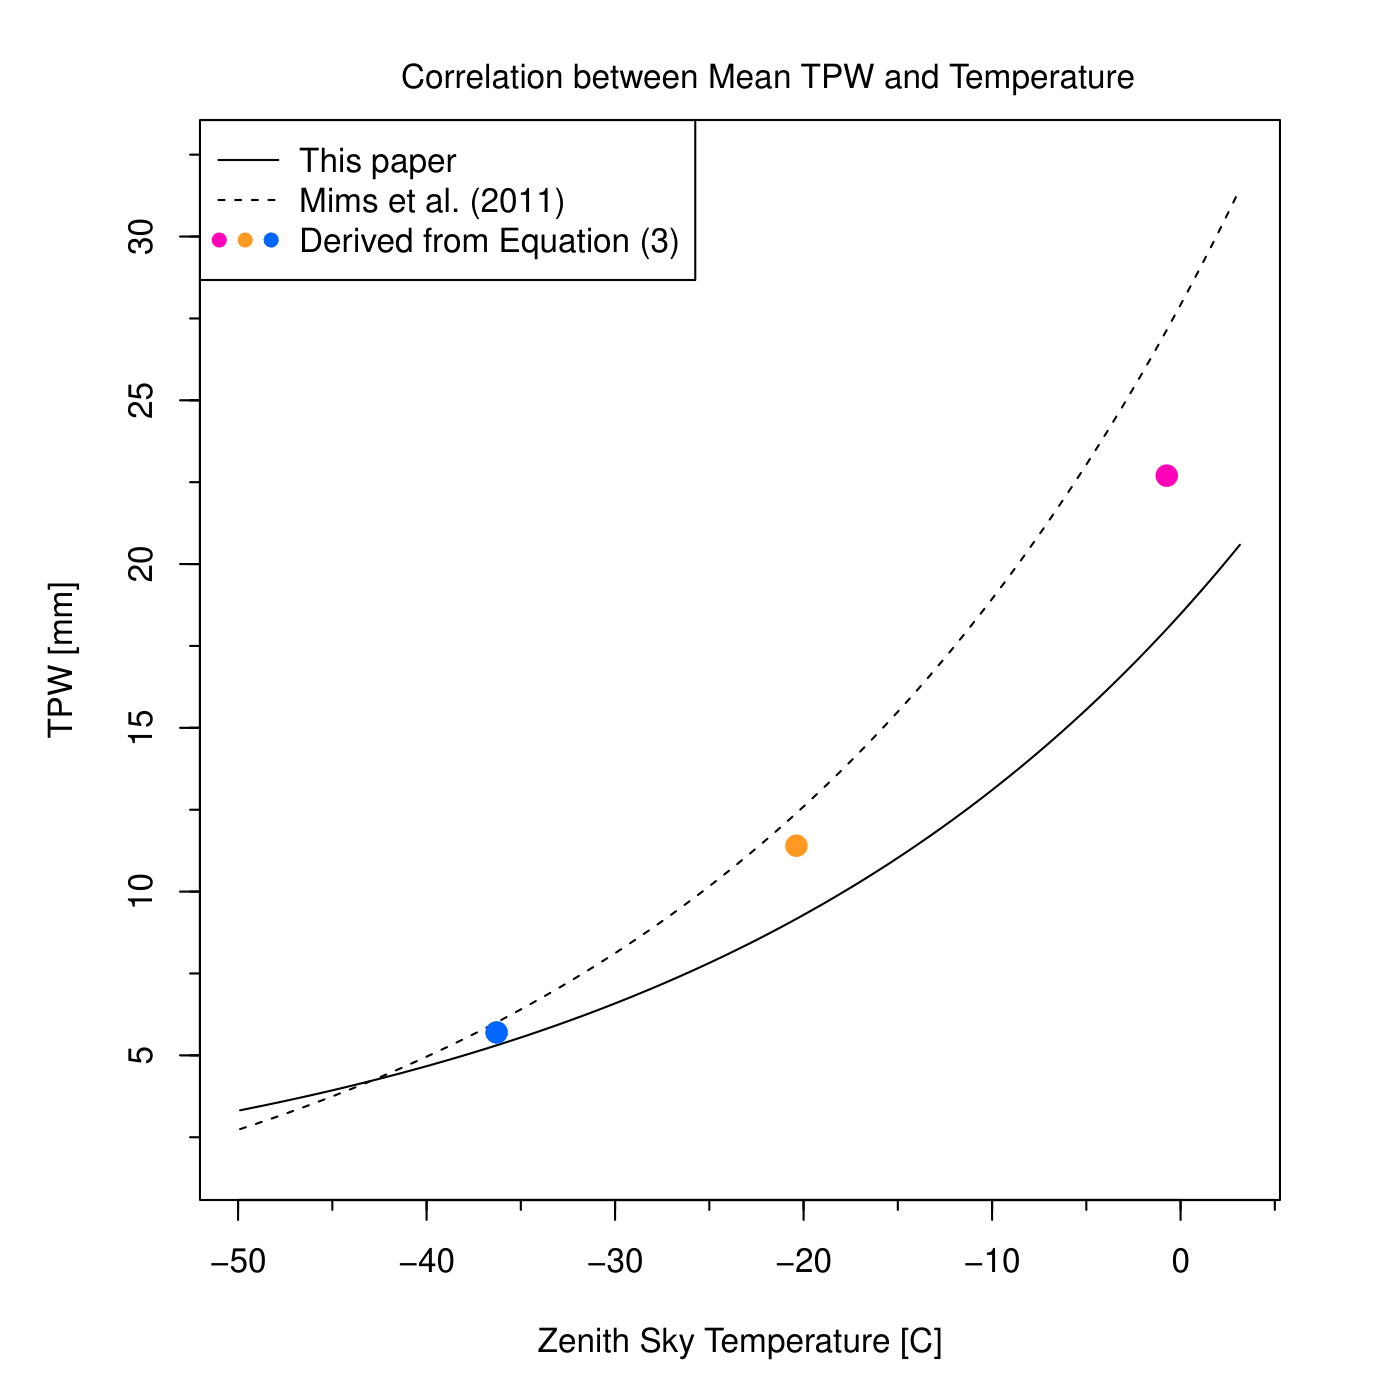 Correlation between Mean TPW and Temperature
This paper
Mims et al. (2011)
Derived from Equation (3)
TPW [mm]
30
25
20
15
10
5
−50 −40 −30 −20 −10 0
Zenith Sky Temperature [C]